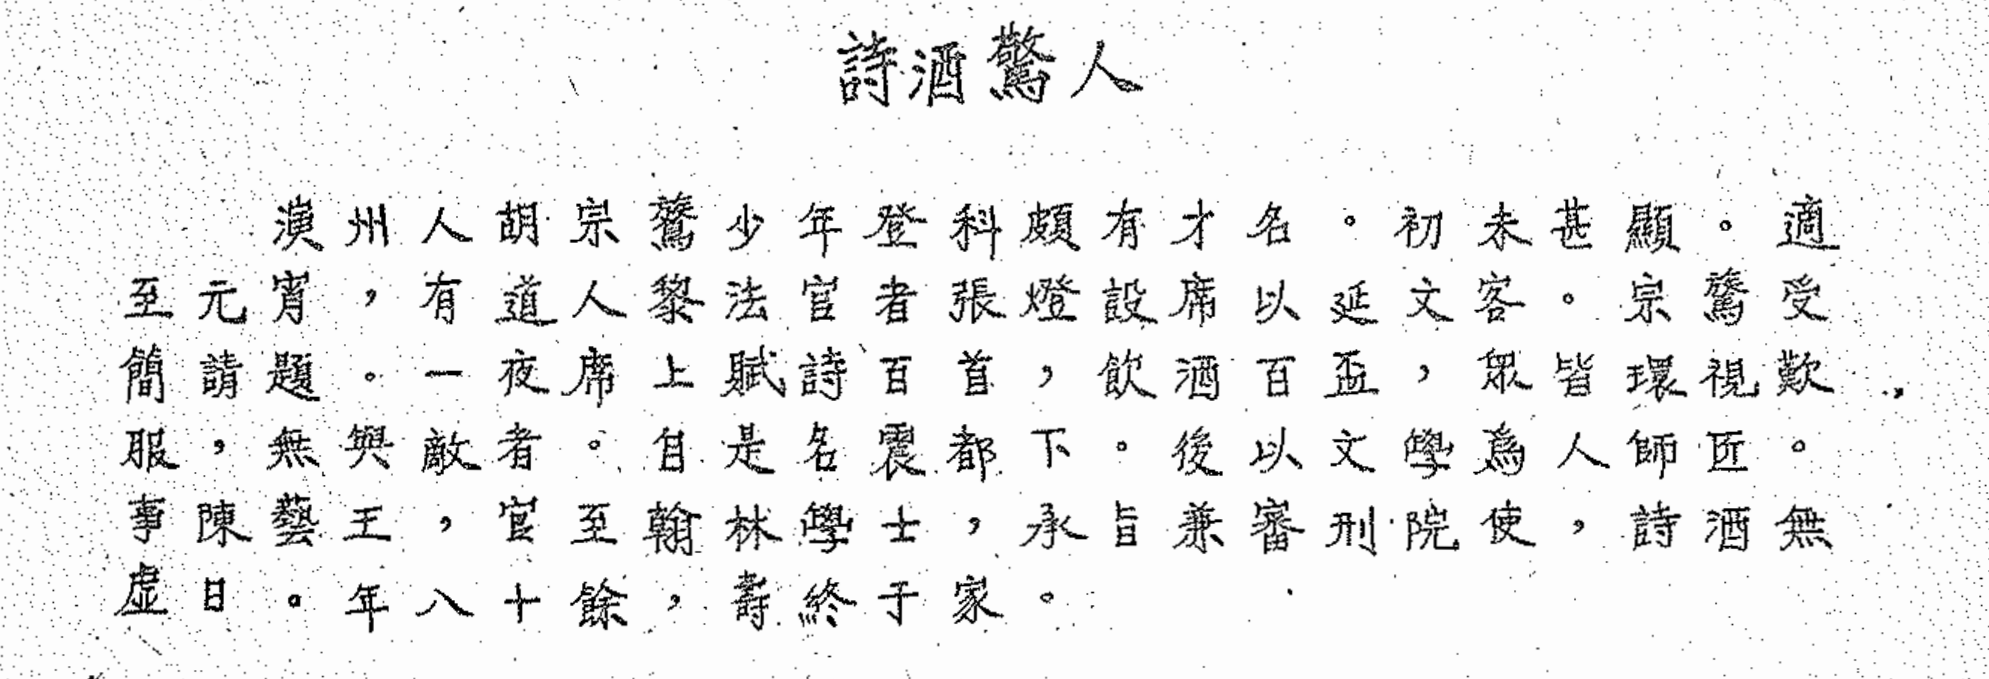 詩酒驚人
演州人胡宗鷟少年登科頗有才名。初未甚顯。適
至元宵，有道人黎法官者張燈設席以延文客。宗鷟受
簡請題。一夜席上賦詩百首，飲酒百盃，眾皆環視歎
服，無與敵者。自是名震都下。後以文學為人師匠。
事陳藝王，官至翰林學士，承旨兼審刑院使，詩酒無
虛日。年八十餘，壽終于家。